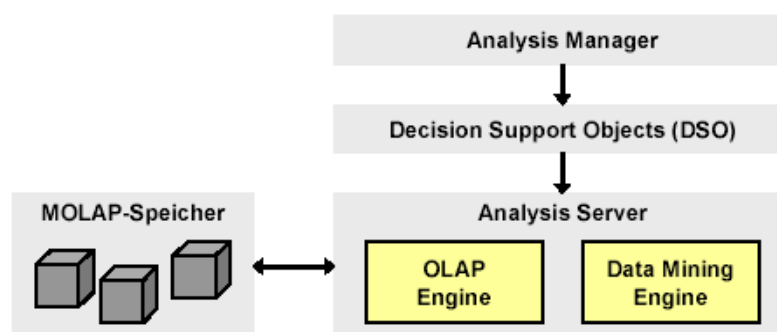 Analysis Manager
Decision Support Objects (DSO)
MOLAP-Speicher
Analysis Server
OLAP
Engine
Data Mining
Engine